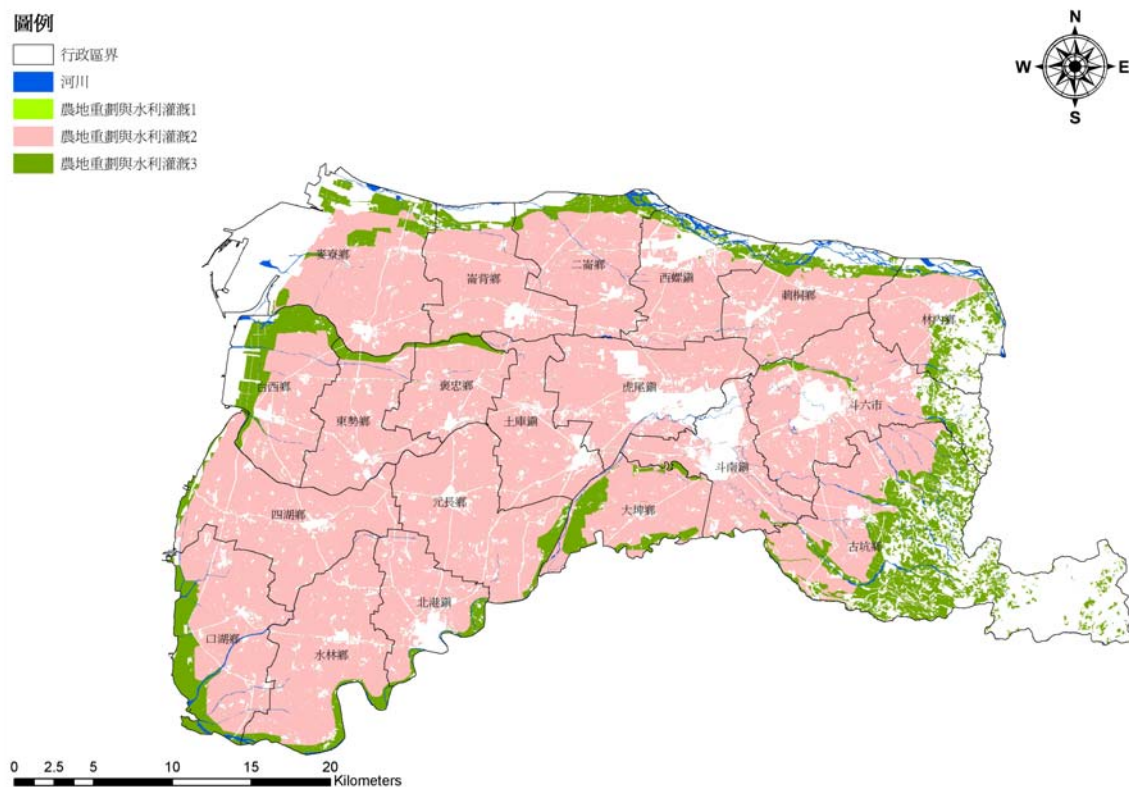 圖例
行政區界
河川
農地重劃與水利灌溉1
農地重劃與水利灌溉2
農地重劃與水利灌溉3
N
W
E
S
麥寮鄉
崙背鄉
二崙鄉
西螺鎮
莿桐鄉
林內鄉
台西鄉
東勢鄉
褒忠鄉
土庫鎮
虎尾鎮
斗六市
斗南鎮
四湖鄉
元長鄉
大埤鄉
古坑鄉
北港鎮
口湖鄉
水林鄉
0 2.5 5 10 15 20
Kilometers